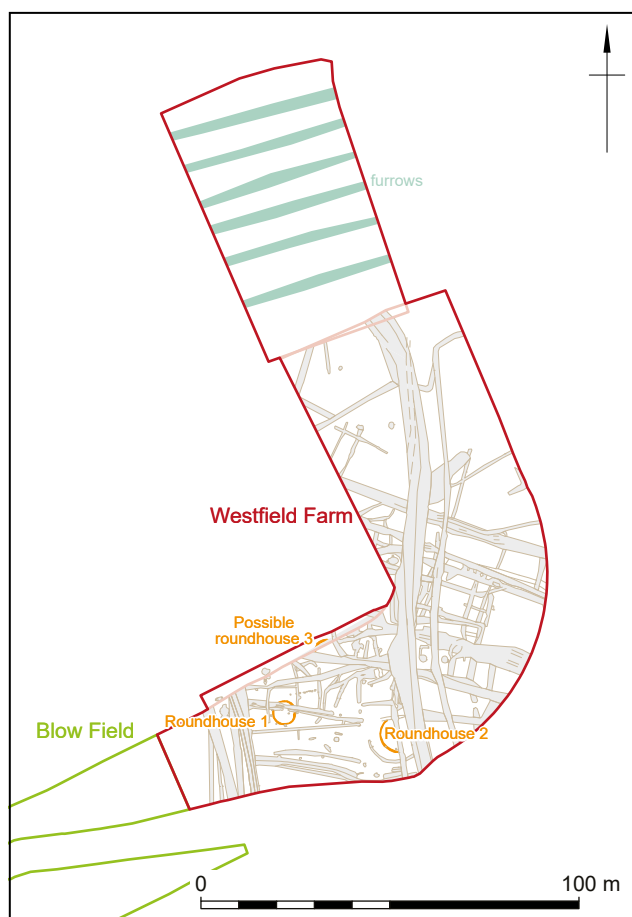 furrows
Westfield Farm
Possible
roundhouse 3
Roundhouse 1
Blow Field
Roundhouse 2
0
100 m